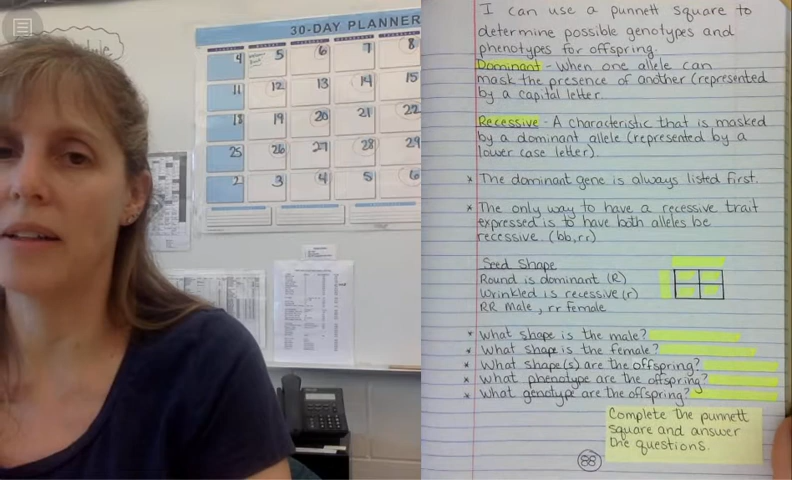 30-DAY PLANNER
4 5 6 7 8
11 12 13 14 15
18 19 20 21 22
25 26 27 28 29
2 3 4 5 6
I can use a punnett square to
determine possible genotypes and
phenotypes for offspring.
Dominant - When one allele can
mask the presence of another (represented
by a capital letter.
Recessive - A characteristic that is masked
by a dominant allele (represented by a
lower case letter).
* The dominant gene is always listed first.
* The only way to have a recessive trait
expressed is to have both alleles be
recessive. (bb, rr)
Seed Shape
Round is dominant (R)
Wrinkled is recessive (r)
RR Male, rr female
* What shape is the male?
* What shape is the female?
* What shape(s) are the offspring?
* What phenotype are the offspring?
* What genotype are the offspring?
Complete the punnett
square and answer
the questions.
88